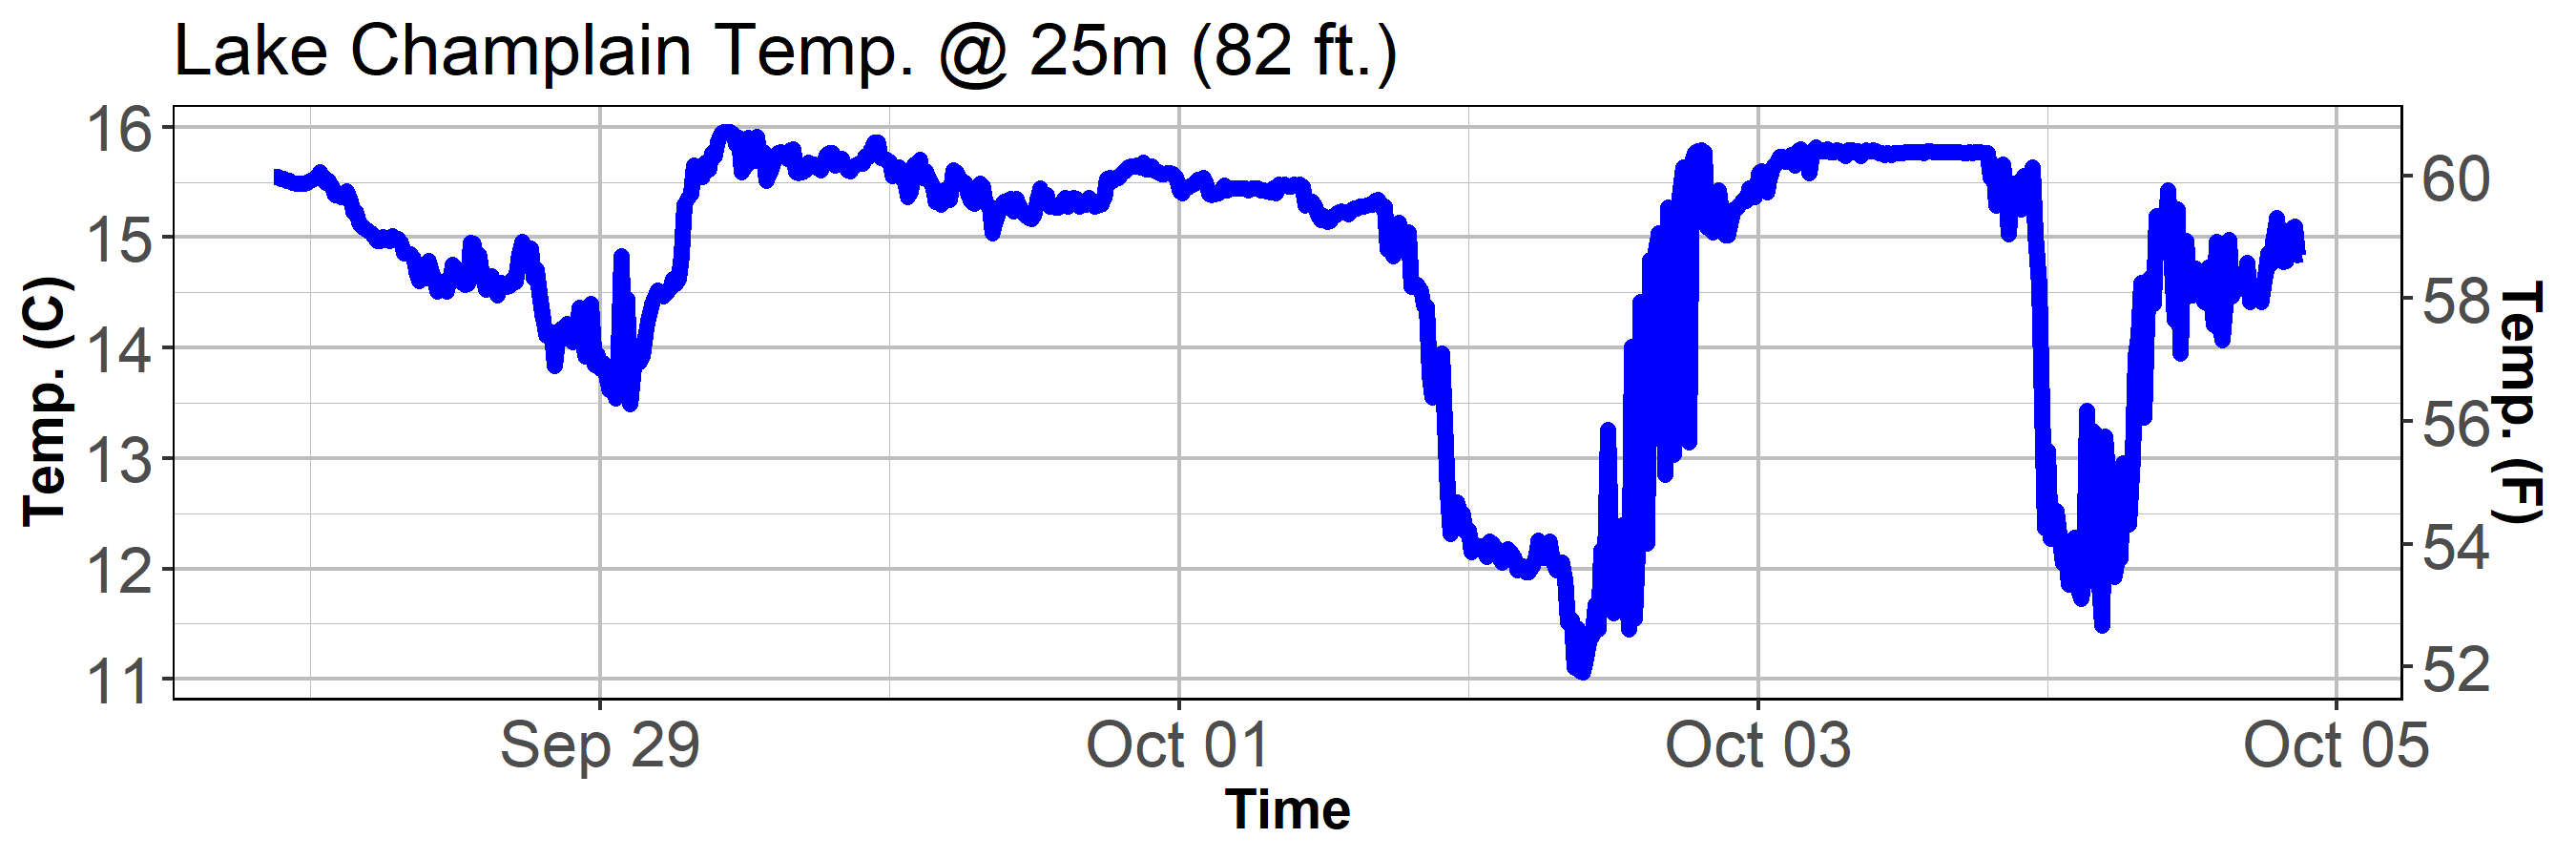 Lake Champlain Temp. @ 25m (82 ft.)
16
15
14
13
12
11
Temp. (C)
60
58
56
54
52
Temp. (F)
Sep 29
Oct 01
Oct 03
Oct 05
Time